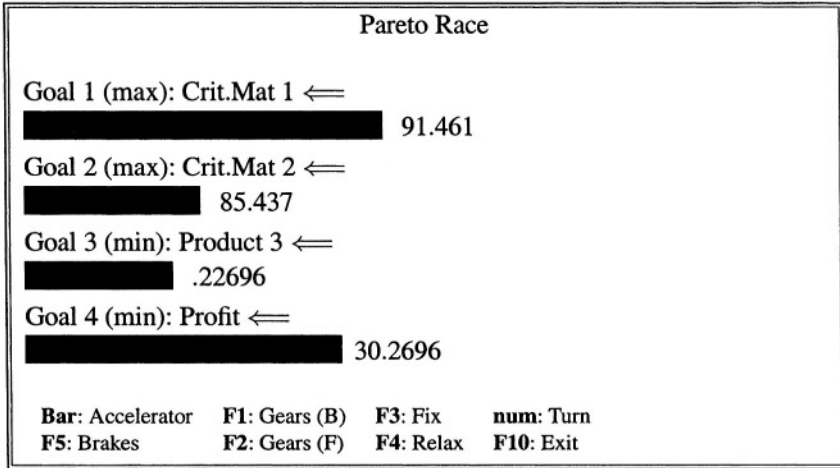 Pareto Race
Goal 1 (max): Crit.Mat 1 ⟸
91.461
Goal 2 (max): Crit.Mat 2 ⟸
85.437
Goal 3 (min): Product 3 ⟸
.22696
Goal 4 (min): Profit ⟸
30.2696
Bar: Accelerator F1: Gears (B) F3: Fix num: Turn
F5: Brakes F2: Gears (F) F4: Relax F10: Exit